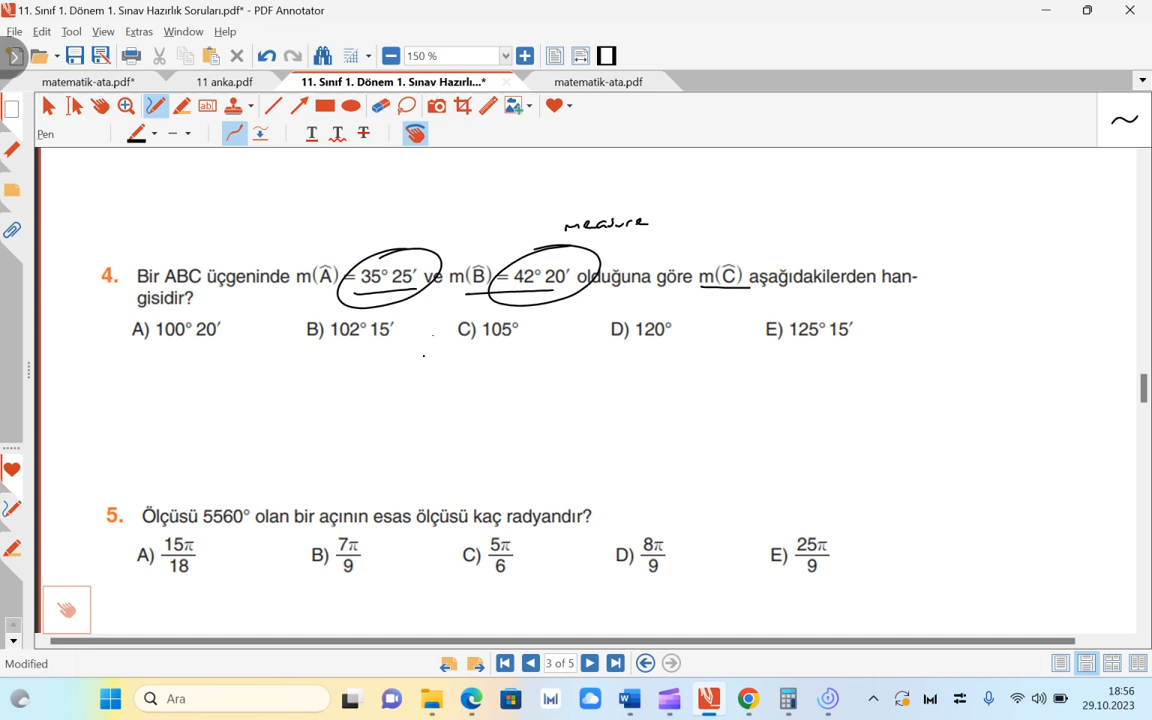 11. Sınıf 1. Dönem 1. Sınav Hazırlık Soruları.pdf* - PDF Annotator
File Edit Tool View Extras Window Help
150 %
matematik-ata.pdf* 11 anka.pdf 11. Sınıf 1. Dönem 1. Sınav Hazırlı...* matematik-ata.pdf
Pen
measure
4. Bir ABC üçgeninde m(Â) = 35° 25′ ve m(B̂) = 42° 20′ olduğuna göre m(Ĉ) aşağıdakilerden han-
gisidir?
A) 100° 20′ B) 102° 15′ C) 105° D) 120° E) 125° 15′
5. Ölçüsü 5560° olan bir açının esas ölçüsü kaç radyandır?
A) 15π/18 B) 7π/9 C) 5π/6 D) 8π/9 E) 25π/9
3 of 5
Modified
Ara
18:56
29.10.2023